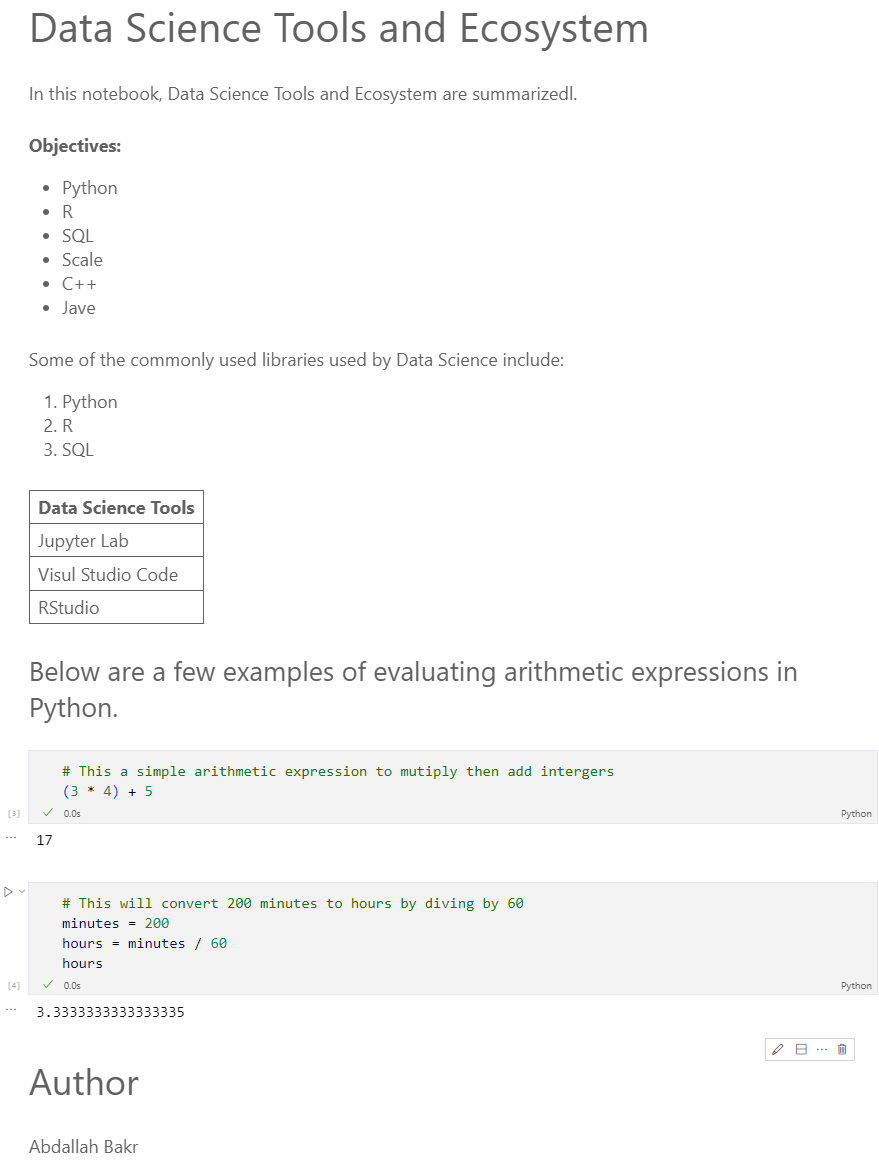 Data Science Tools and Ecosystem
In this notebook, Data Science Tools and Ecosystem are summarizedl.
Objectives:
• Python
• R
• SQL
• Scale
• C++
• Jave
Some of the commonly used libraries used by Data Science include:
1. Python
2. R
3. SQL
Data Science Tools
Jupyter Lab
Visul Studio Code
RStudio
Below are a few examples of evaluating arithmetic expressions in
Python.
# This a simple arithmetic expression to mutiply then add intergers
(3 * 4) + 5
[3] ✓ 0.0s Python
... 17
# This will convert 200 minutes to hours by diving by 60
minutes = 200
hours = minutes / 60
hours
[4] ✓ 0.0s Python
... 3.3333333333333335
Author
Abdallah Bakr